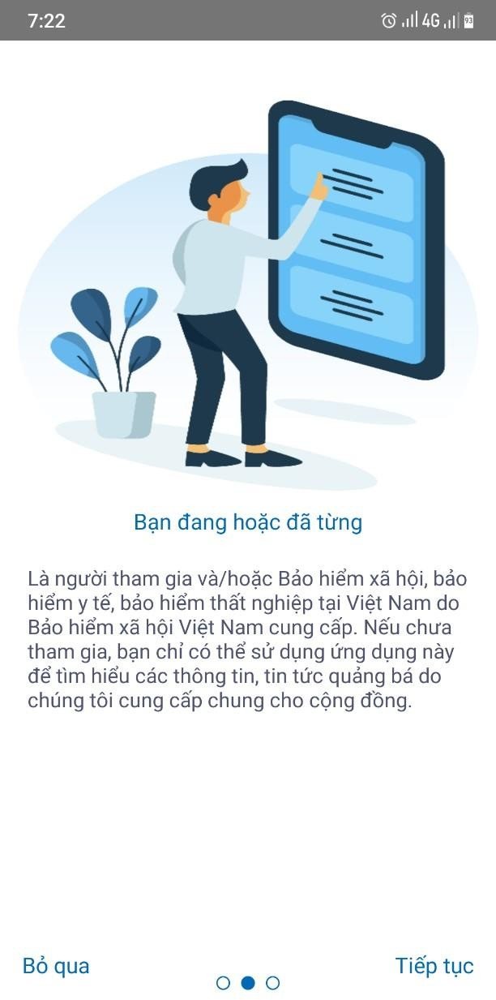 7:22
4G
93
Bạn đang hoặc đã từng
Là người tham gia và/hoặc Bảo hiểm xã hội, bảo
hiểm y tế, bảo hiểm thất nghiệp tại Việt Nam do
Bảo hiểm xã hội Việt Nam cung cấp. Nếu chưa
tham gia, bạn chỉ có thể sử dụng ứng dụng này
để tìm hiểu các thông tin, tin tức quảng bá do
chúng tôi cung cấp chung cho cộng đồng.
Bỏ qua
Tiếp tục